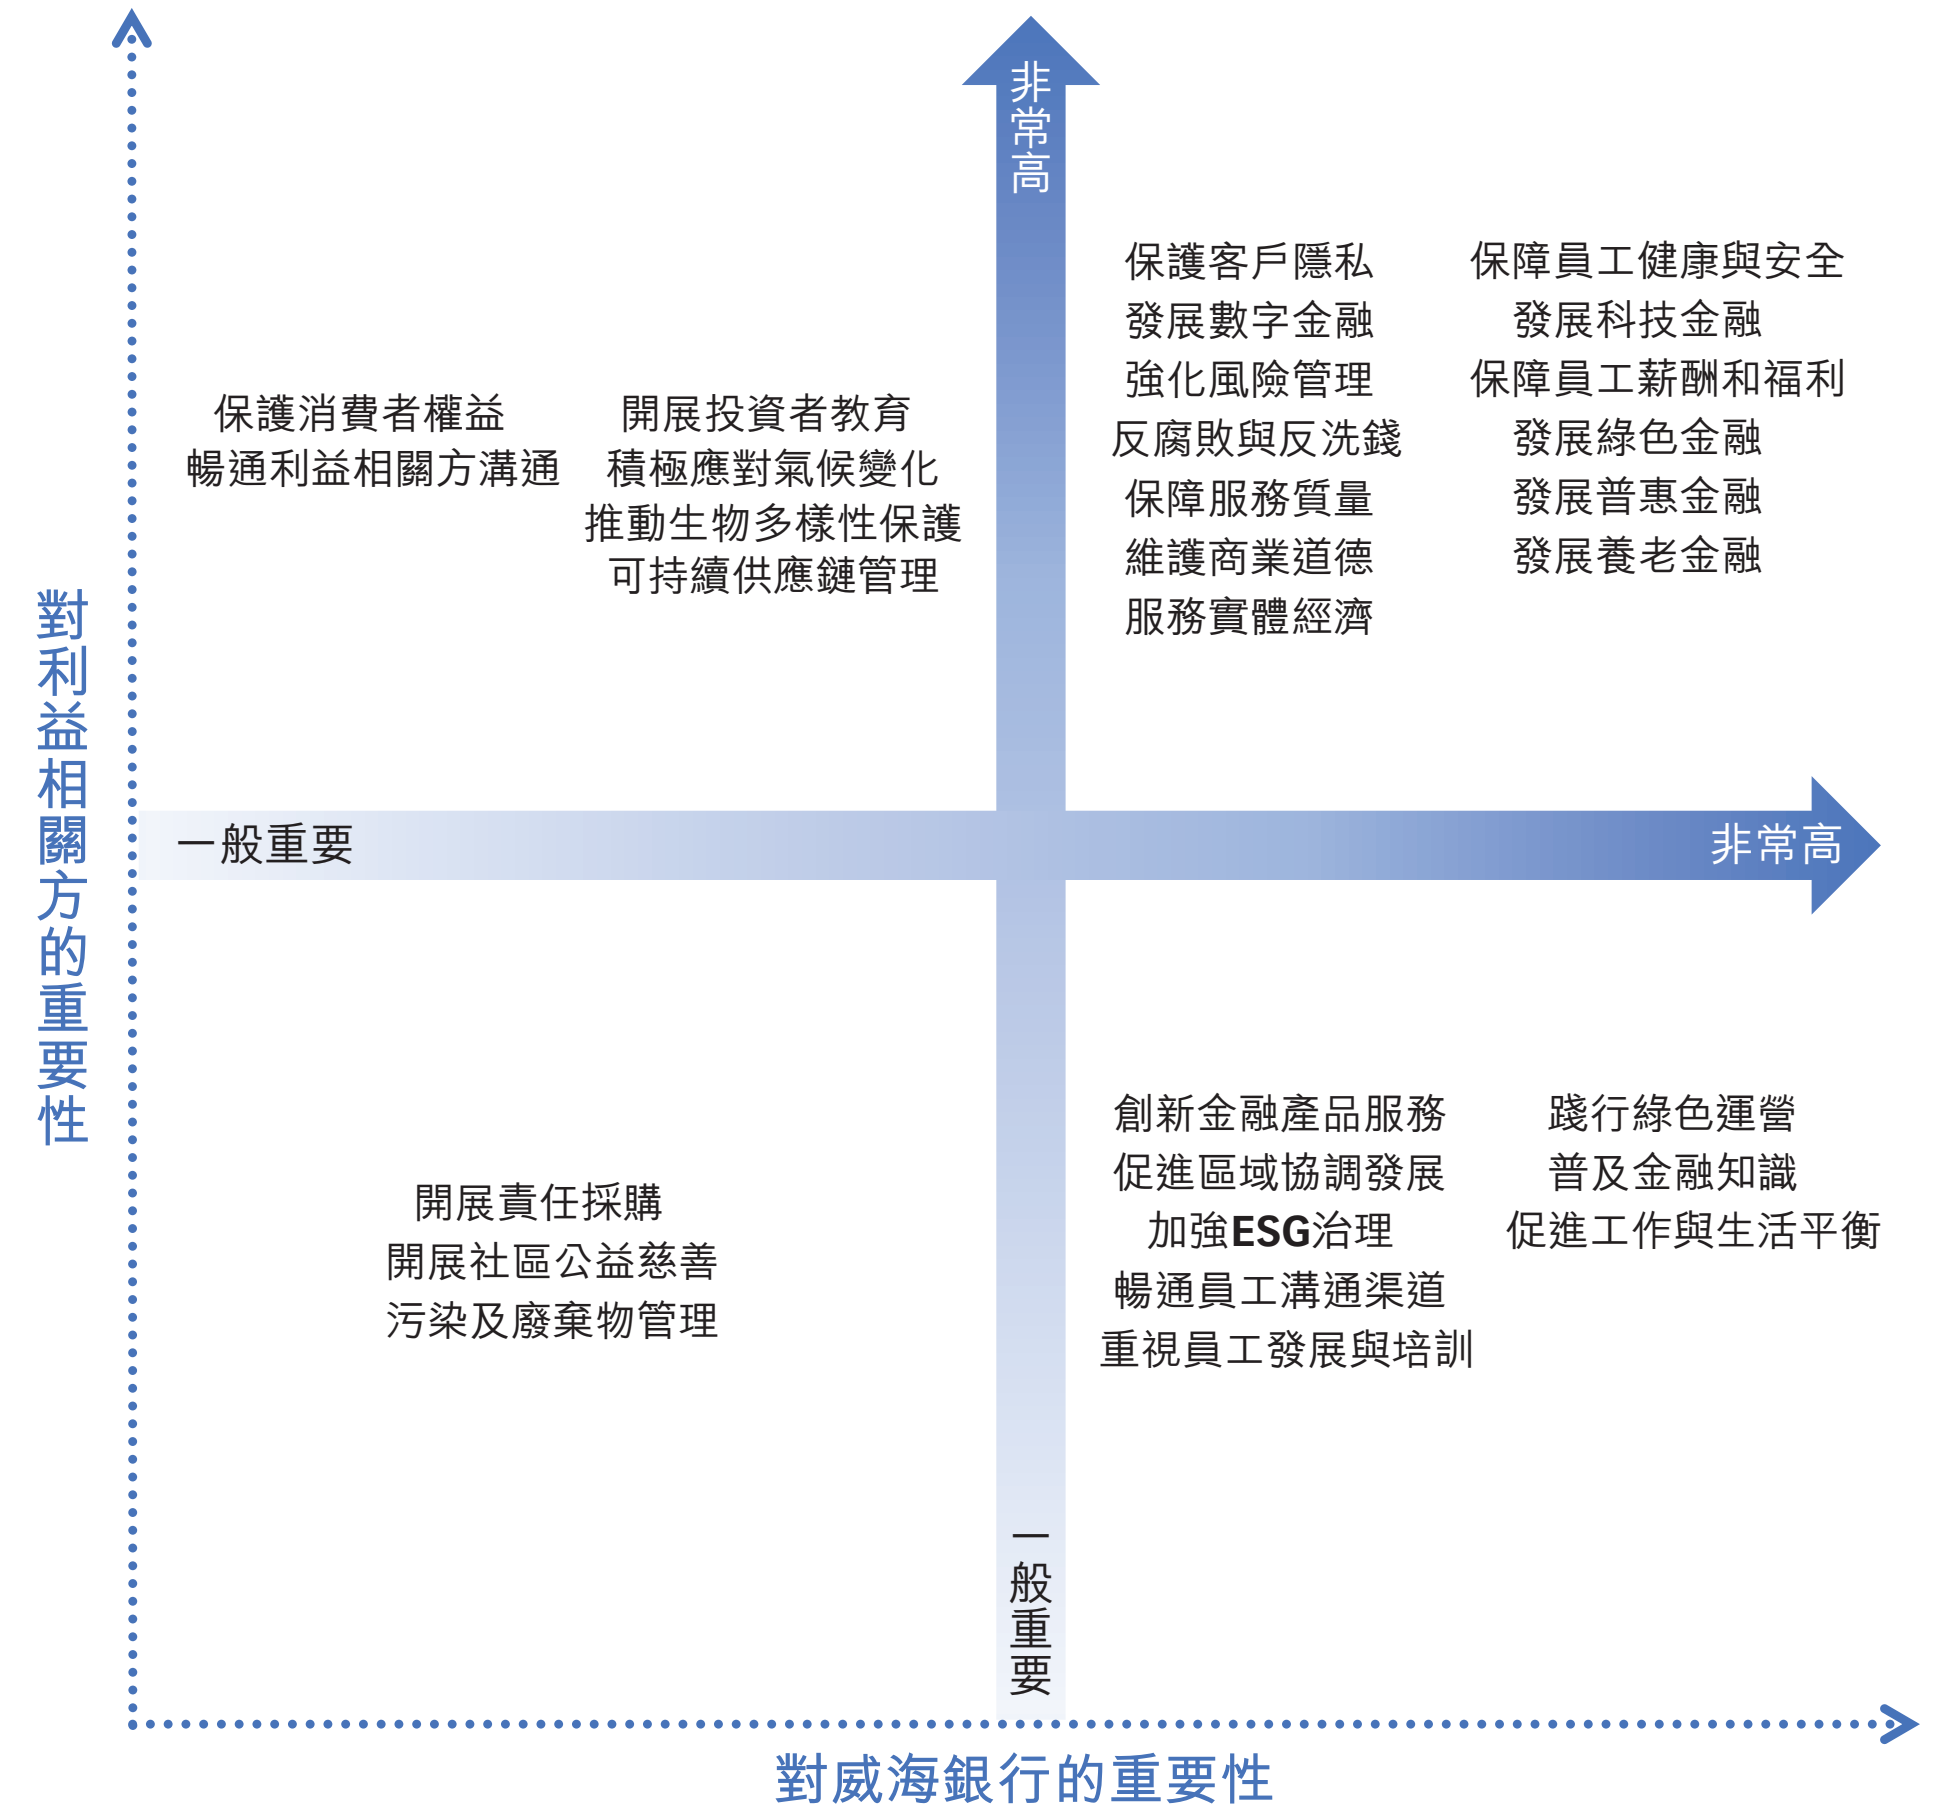 非常高
保護客戶隱私
發展數字金融
強化風險管理
反腐敗與反洗錢
保障服務質量
維護商業道德
服務實體經濟
保障員工健康與安全
發展科技金融
保障員工薪酬和福利
發展綠色金融
發展普惠金融
發展養老金融
保護消費者權益
暢通利益相關方溝通
開展投資者教育
積極應對氣候變化
推動生物多樣性保護
可持續供應鏈管理
對利益相關方的重要性
一般重要
非常高
開展責任採購
開展社區公益慈善
污染及廢棄物管理
創新金融產品服務
促進區域協調發展
加強ESG治理
暢通員工溝通渠道
重視員工發展與培訓
踐行綠色運營
普及金融知識
促進工作與生活平衡
一般重要
對威海銀行的重要性